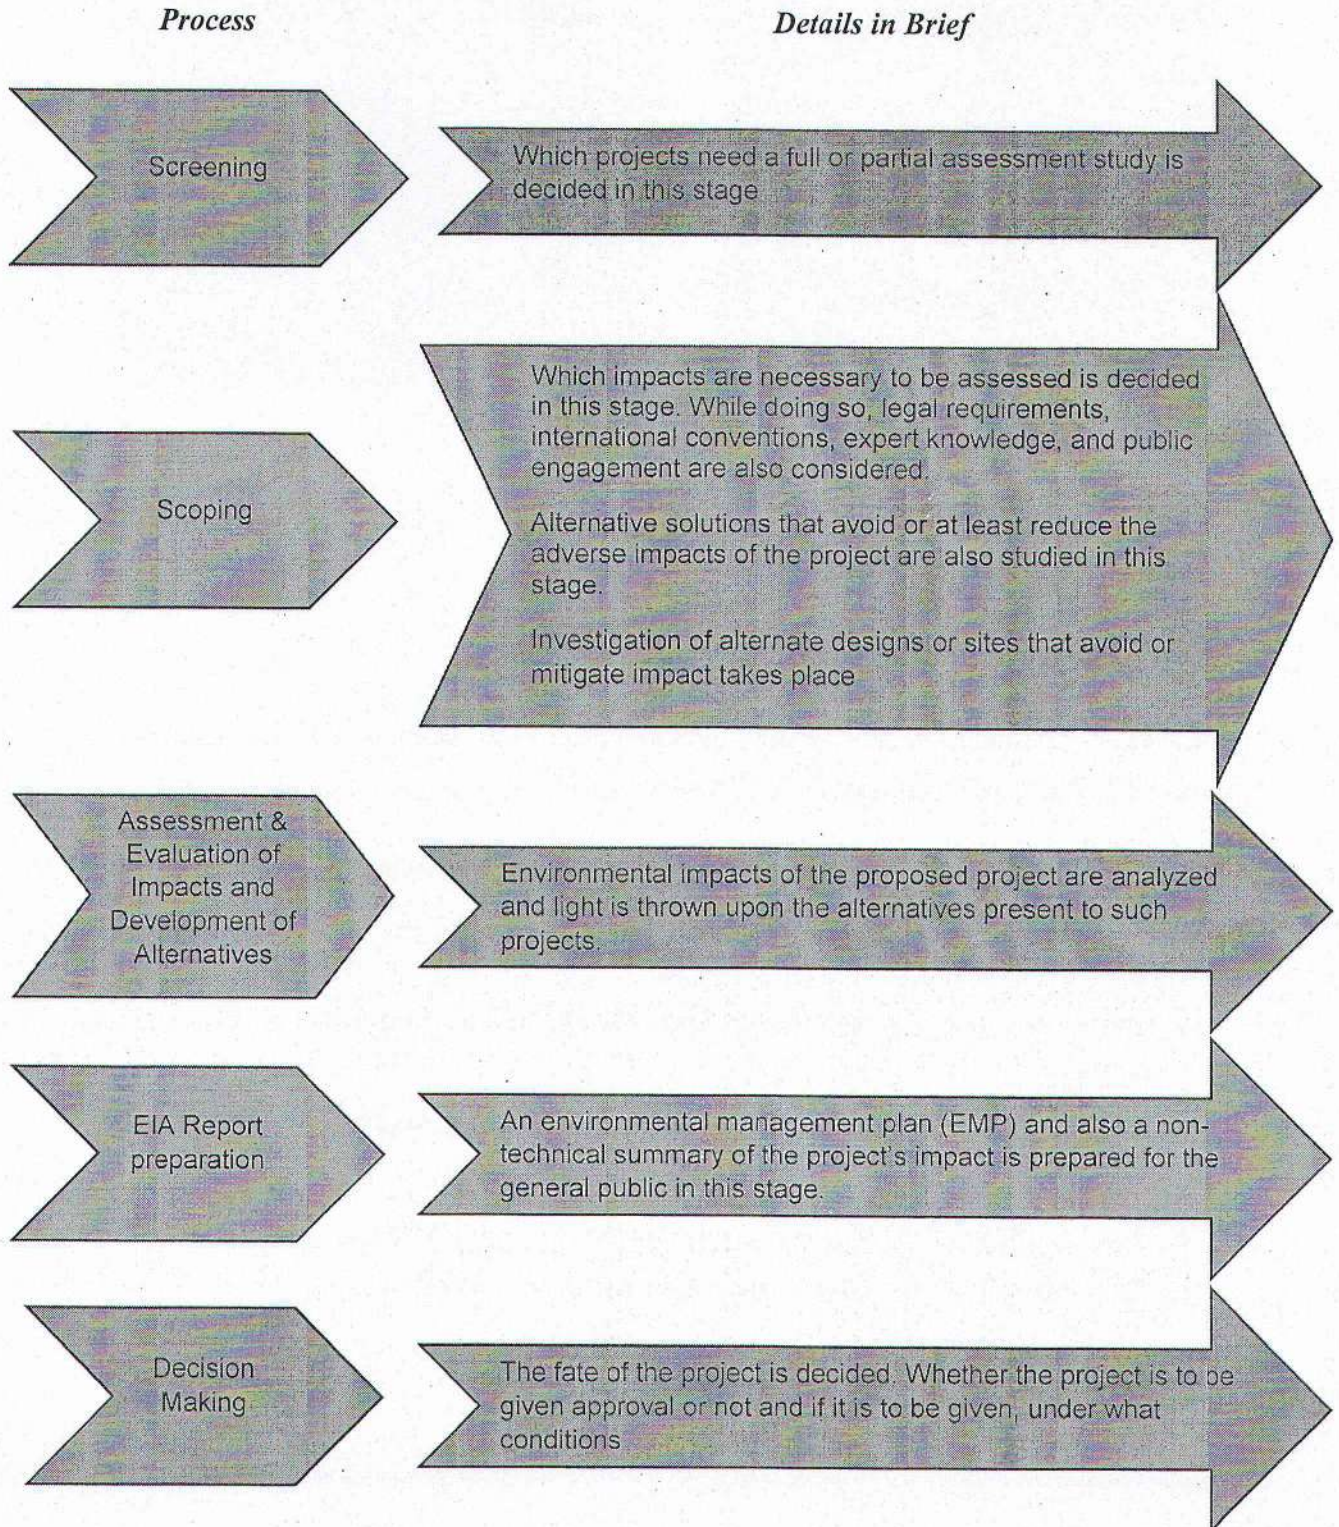 Process
Details in Brief
Screening
Which projects need a full or partial assessment study is
decided in this stage
Scoping
Which impacts are necessary to be assessed is decided
in this stage. While doing so, legal requirements,
international conventions, expert knowledge, and public
engagement are also considered.
Alternative solutions that avoid or at least reduce the
adverse impacts of the project are also studied in this
stage.
Investigation of alternate designs or sites that avoid or
mitigate impact takes place
Assessment &
Evaluation of
Impacts and
Development of
Alternatives
Environmental impacts of the proposed project are analyzed
and light is thrown upon the alternatives present to such
projects.
EIA Report
preparation
An environmental management plan (EMP) and also a non-
technical summary of the project's impact is prepared for the
general public in this stage.
Decision
Making
The fate of the project is decided. Whether the project is to be
given approval or not and if it is to be given, under what
conditions